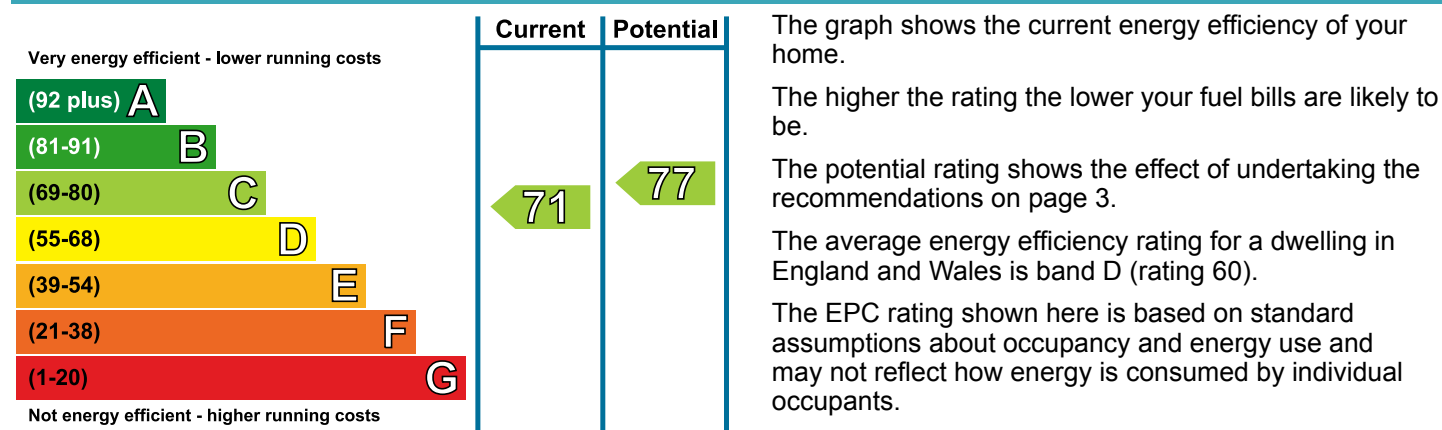 Current Potential
Very energy efficient - lower running costs
(92 plus) A
(81-91) B
(69-80) C
(55-68) D
(39-54) E
(21-38) F
(1-20) G
Not energy efficient - higher running costs
71
77
The graph shows the current energy efficiency of your
home.
The higher the rating the lower your fuel bills are likely to
be.
The potential rating shows the effect of undertaking the
recommendations on page 3.
The average energy efficiency rating for a dwelling in
England and Wales is band D (rating 60).
The EPC rating shown here is based on standard
assumptions about occupancy and energy use and
may not reflect how energy is consumed by individual
occupants.